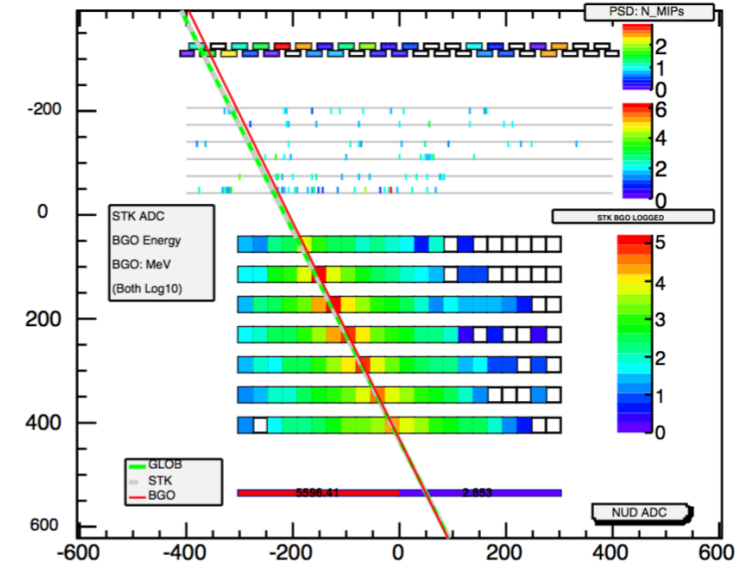 PSD: N_MIPs
2
1
0
6
4
2
0
STK BGO LOGGED
5
4
3
2
1
0
-200
0
200
400
600
STK ADC
BGO Energy
BGO: MeV
(Both Log10)
GLOB
STK
BGO
5596.41 2.853
NUD ADC
-600 -400 -200 0 200 400 600